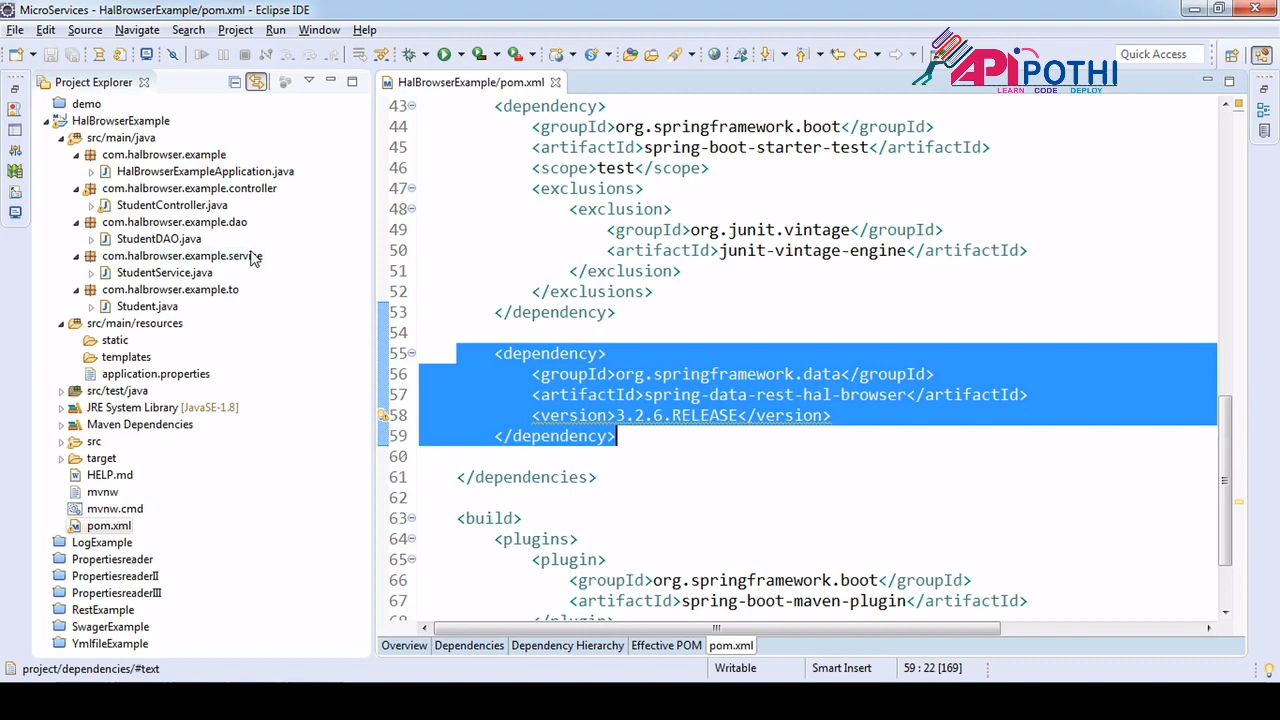 MicroServices - HalBrowserExample/pom.xml - Eclipse IDE
File Edit Source Navigate Search Project Run Window Help
Quick Access
APIPOTHI
LEARN CODE DEPLOY
Project Explorer
demo
HalBrowserExample
src/main/java
com.halbrowser.example
HalBrowserExampleApplication.java
com.halbrowser.example.controller
StudentController.java
com.halbrowser.example.dao
StudentDAO.java
com.halbrowser.example.service
StudentService.java
com.halbrowser.example.to
Student.java
src/main/resources
static
templates
application.properties
src/test/java
JRE System Library [JavaSE-1.8]
Maven Dependencies
src
target
HELP.md
mvnw
mvnw.cmd
pom.xml
LogExample
Propertiesreader
PropertiesreaderII
PropertiesreaderIII
RestExample
SwagerExample
YmlfileExample
HalBrowserExample/pom.xml
43 <dependency>
44 <groupId>org.springframework.boot</groupId>
45 <artifactId>spring-boot-starter-test</artifactId>
46 <scope>test</scope>
47 <exclusions>
48 <exclusion>
49 <groupId>org.junit.vintage</groupId>
50 <artifactId>junit-vintage-engine</artifactId>
51 </exclusion>
52 </exclusions>
53 </dependency>
54
55 <dependency>
56 <groupId>org.springframework.data</groupId>
57 <artifactId>spring-data-rest-hal-browser</artifactId>
58 <version>3.2.6.RELEASE</version>
59 </dependency>
60
61 </dependencies>
62
63 <build>
64 <plugins>
65 <plugin>
66 <groupId>org.springframework.boot</groupId>
67 <artifactId>spring-boot-maven-plugin</artifactId>
68 </plugin>
Overview Dependencies Dependency Hierarchy Effective POM pom.xml
project/dependencies/#text Writable Smart Insert 59 : 22 [169]